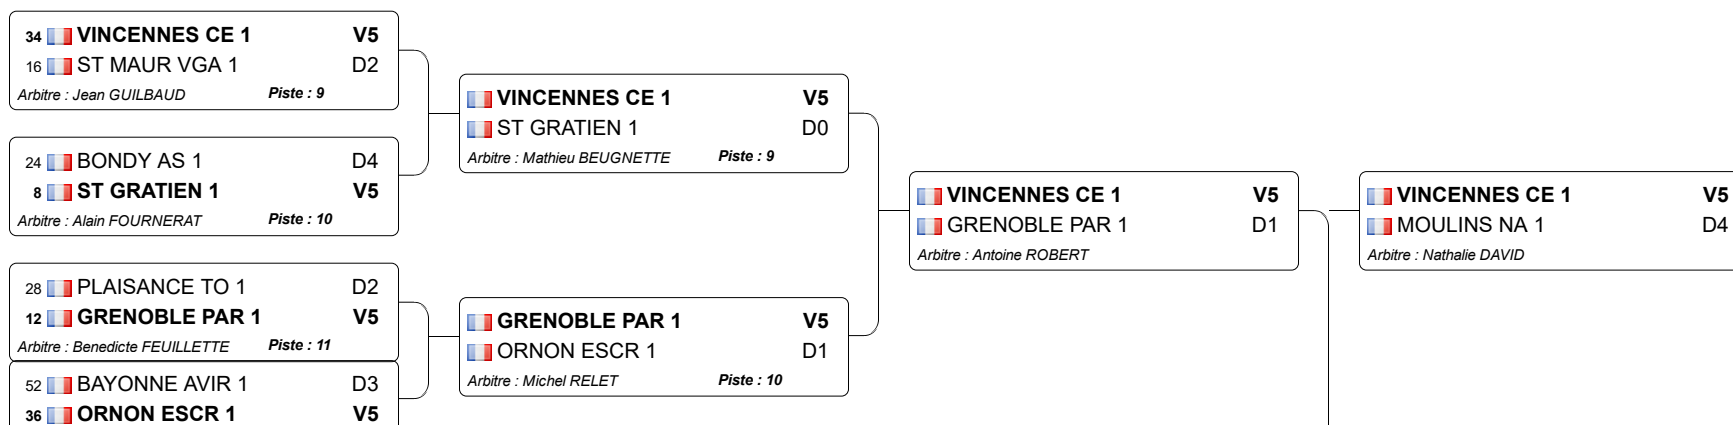 34 VINCENNES CE 1 V5
16 ST MAUR VGA 1 D2
Arbitre : Jean GUILBAUD Piste : 9
24 BONDY AS 1 D4
8 ST GRATIEN 1 V5
Arbitre : Alain FOURNERAT Piste : 10
28 PLAISANCE TO 1 D2
12 GRENOBLE PAR 1 V5
Arbitre : Benedicte FEUILLETTE Piste : 11
52 BAYONNE AVIR 1 D3
36 ORNON ESCR 1 V5
VINCENNES CE 1 V5
ST GRATIEN 1 D0
Arbitre : Mathieu BEUGNETTE Piste : 9
GRENOBLE PAR 1 V5
ORNON ESCR 1 D1
Arbitre : Michel RELET Piste : 10
VINCENNES CE 1 V5
GRENOBLE PAR 1 D1
Arbitre : Antoine ROBERT
VINCENNES CE 1 V5
MOULINS NA 1 D4
Arbitre : Nathalie DAVID